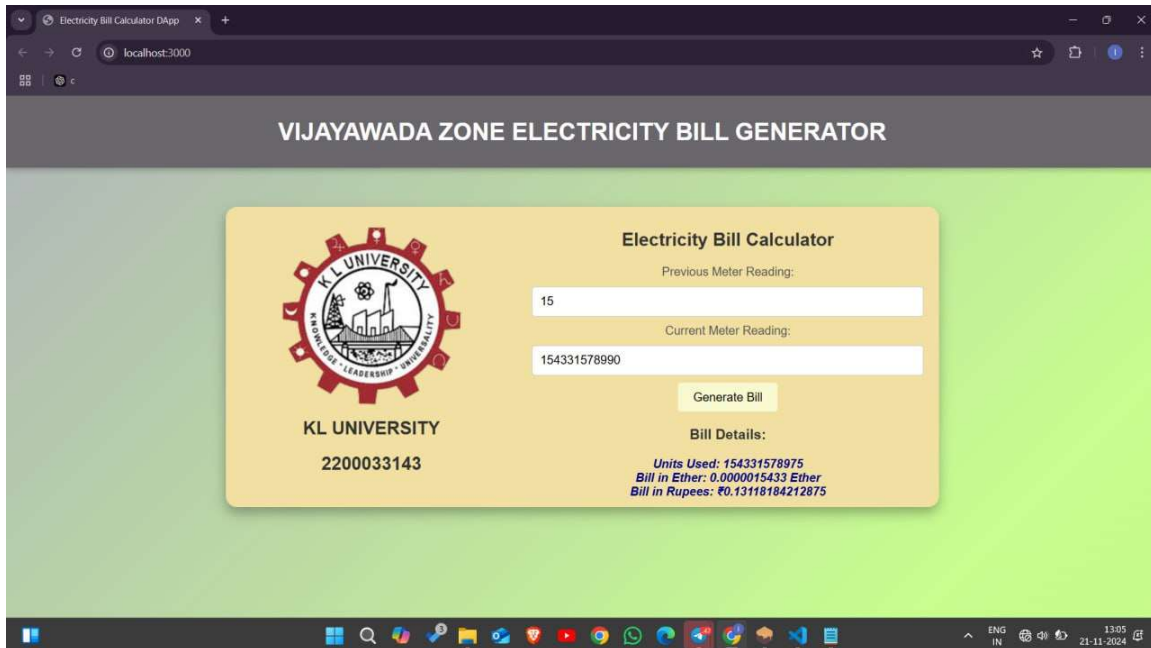 Electricity Bill Calculator DApp
localhost:3000
c
VIJAYAWADA ZONE ELECTRICITY BILL GENERATOR
K L UNIVERSITY
KNOWLEDGE · LEADERSHIP · UNIVERSALITY
KL UNIVERSITY
2200033143
Electricity Bill Calculator
Previous Meter Reading:
15
Current Meter Reading:
154331578990
Generate Bill
Bill Details:
Units Used: 154331578975
Bill in Ether: 0.0000015433 Ether
Bill in Rupees: ₹0.13118184212875
ENG
IN
13:05
21-11-2024